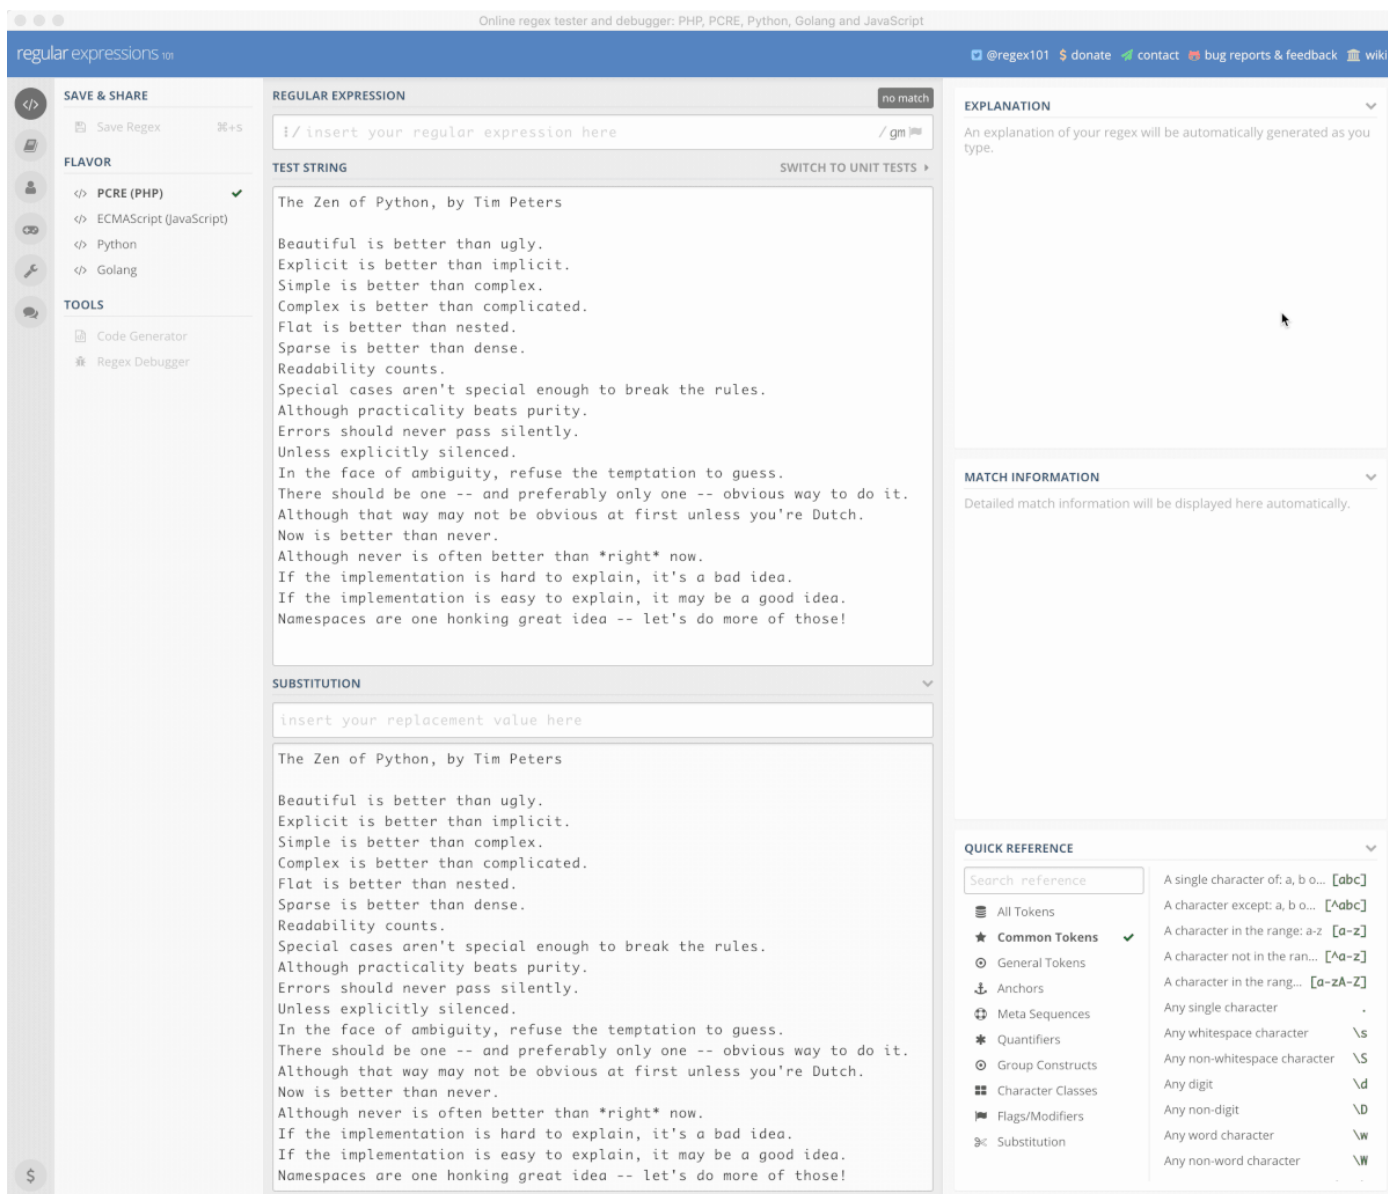 Online regex tester and debugger: PHP, PCRE, Python, Golang and JavaScript
regular expressions 101
@regex101 $ donate contact bug reports & feedback wiki
SAVE & SHARE
Save Regex ⌘+s
FLAVOR
</> PCRE (PHP)
</> ECMAScript (JavaScript)
</> Python
</> Golang
TOOLS
Code Generator
Regex Debugger
$
REGULAR EXPRESSION
no match
/ insert your regular expression here / gm
TEST STRING
SWITCH TO UNIT TESTS
The Zen of Python, by Tim Peters
Beautiful is better than ugly.
Explicit is better than implicit.
Simple is better than complex.
Complex is better than complicated.
Flat is better than nested.
Sparse is better than dense.
Readability counts.
Special cases aren't special enough to break the rules.
Although practicality beats purity.
Errors should never pass silently.
Unless explicitly silenced.
In the face of ambiguity, refuse the temptation to guess.
There should be one -- and preferably only one -- obvious way to do it.
Although that way may not be obvious at first unless you're Dutch.
Now is better than never.
Although never is often better than *right* now.
If the implementation is hard to explain, it's a bad idea.
If the implementation is easy to explain, it may be a good idea.
Namespaces are one honking great idea -- let's do more of those!
SUBSTITUTION
insert your replacement value here
The Zen of Python, by Tim Peters
Beautiful is better than ugly.
Explicit is better than implicit.
Simple is better than complex.
Complex is better than complicated.
Flat is better than nested.
Sparse is better than dense.
Readability counts.
Special cases aren't special enough to break the rules.
Although practicality beats purity.
Errors should never pass silently.
Unless explicitly silenced.
In the face of ambiguity, refuse the temptation to guess.
There should be one -- and preferably only one -- obvious way to do it.
Although that way may not be obvious at first unless you're Dutch.
Now is better than never.
Although never is often better than *right* now.
If the implementation is hard to explain, it's a bad idea.
If the implementation is easy to explain, it may be a good idea.
Namespaces are one honking great idea -- let's do more of those!
EXPLANATION
An explanation of your regex will be automatically generated as you
type.
MATCH INFORMATION
Detailed match information will be displayed here automatically.
QUICK REFERENCE
Search reference
All Tokens
Common Tokens
General Tokens
Anchors
Meta Sequences
Quantifiers
Group Constructs
Character Classes
Flags/Modifiers
Substitution
A single character of: a, b o... [abc]
A character except: a, b o... [^abc]
A character in the range: a-z [a-z]
A character not in the ran... [^a-z]
A character in the rang... [a-zA-Z]
Any single character .
Any whitespace character \s
Any non-whitespace character \S
Any digit \d
Any non-digit \D
Any word character \w
Any non-word character \W